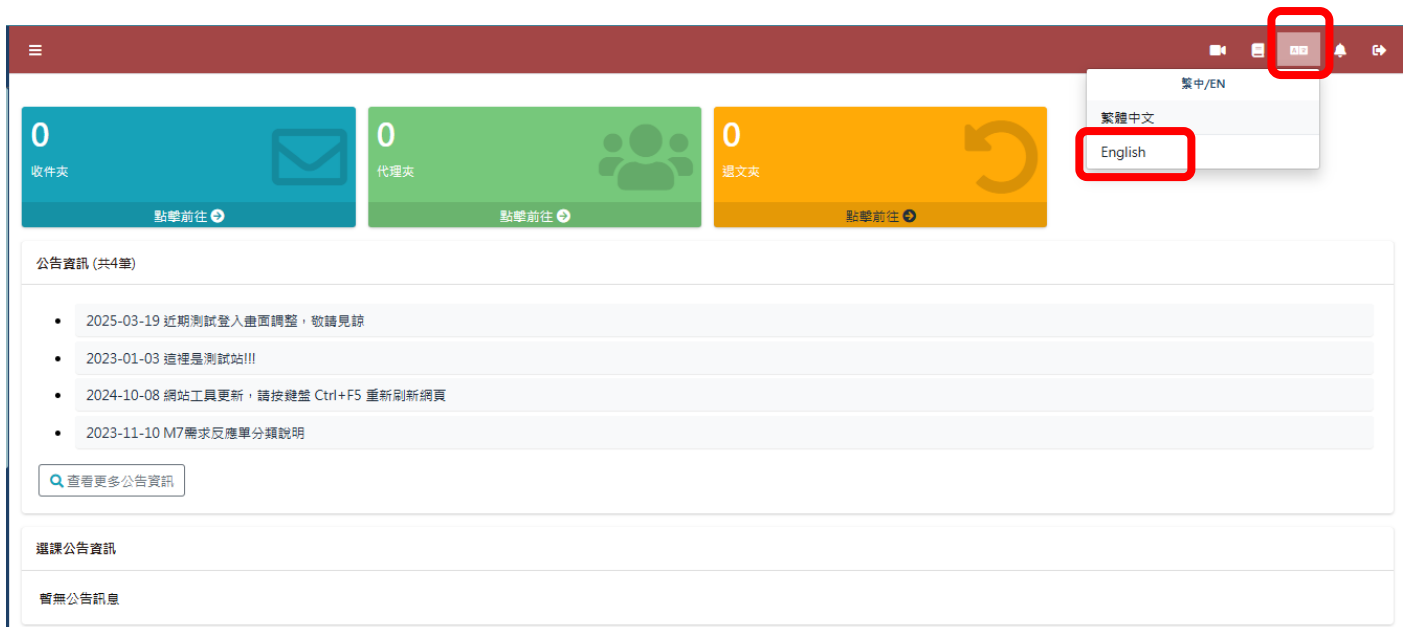 繁中/EN
繁體中文
English
0
收件夾
點擊前往
0
代理夾
點擊前往
0
退文夾
點擊前往
公告資訊 (共4筆)
2025-03-19 近期測試登入畫面調整，敬請見諒
2023-01-03 這裡是測試站!!!
2024-10-08 網站工具更新，請按鍵盤 Ctrl+F5 重新刷新網頁
2023-11-10 M7需求反應單分類說明
查看更多公告資訊
選課公告資訊
暫無公告訊息